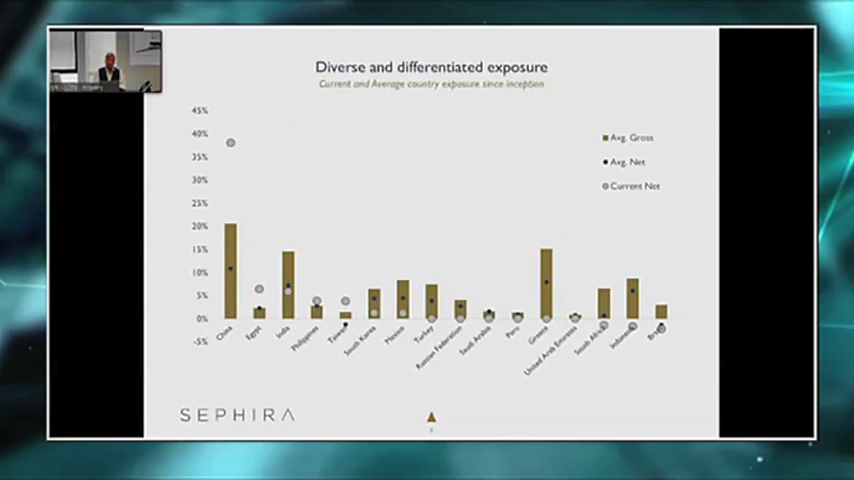 Diverse and differentiated exposure
Current and Average country exposure since inception
45%
40%
35%
30%
25%
20%
15%
10%
5%
0%
-5%
Avg. Gross
Avg. Net
Current Net
China
Egypt
India
Philippines
Taiwan
South Korea
Mexico
Turkey
Russian Federation
Saudi Arabia
Peru
Greece
United Arab Emirates
South Africa
Indonesia
Brazil
SEPHIRA